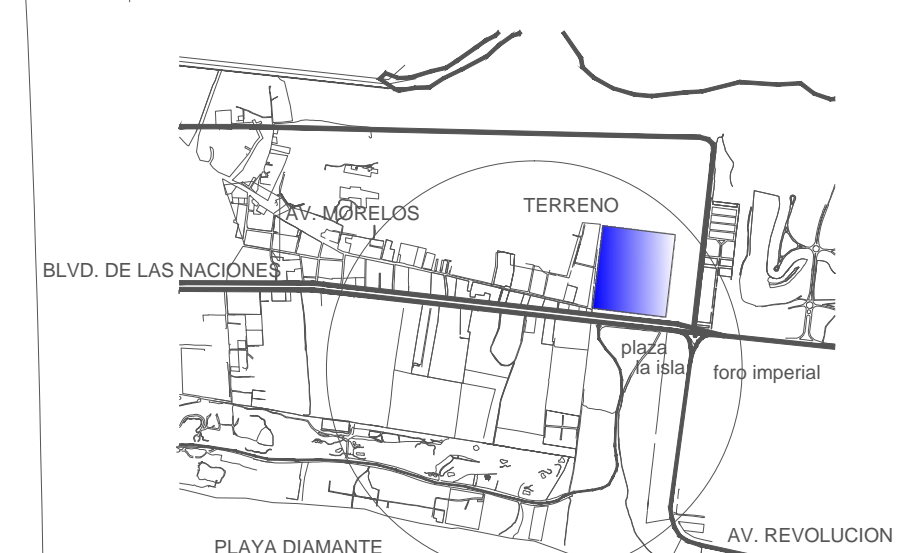 TERRENO
AV. MORELOS
BLVD. DE LAS NACIONES
plaza
la isla
foro imperial
AV. REVOLUCION
PLAYA DIAMANTE